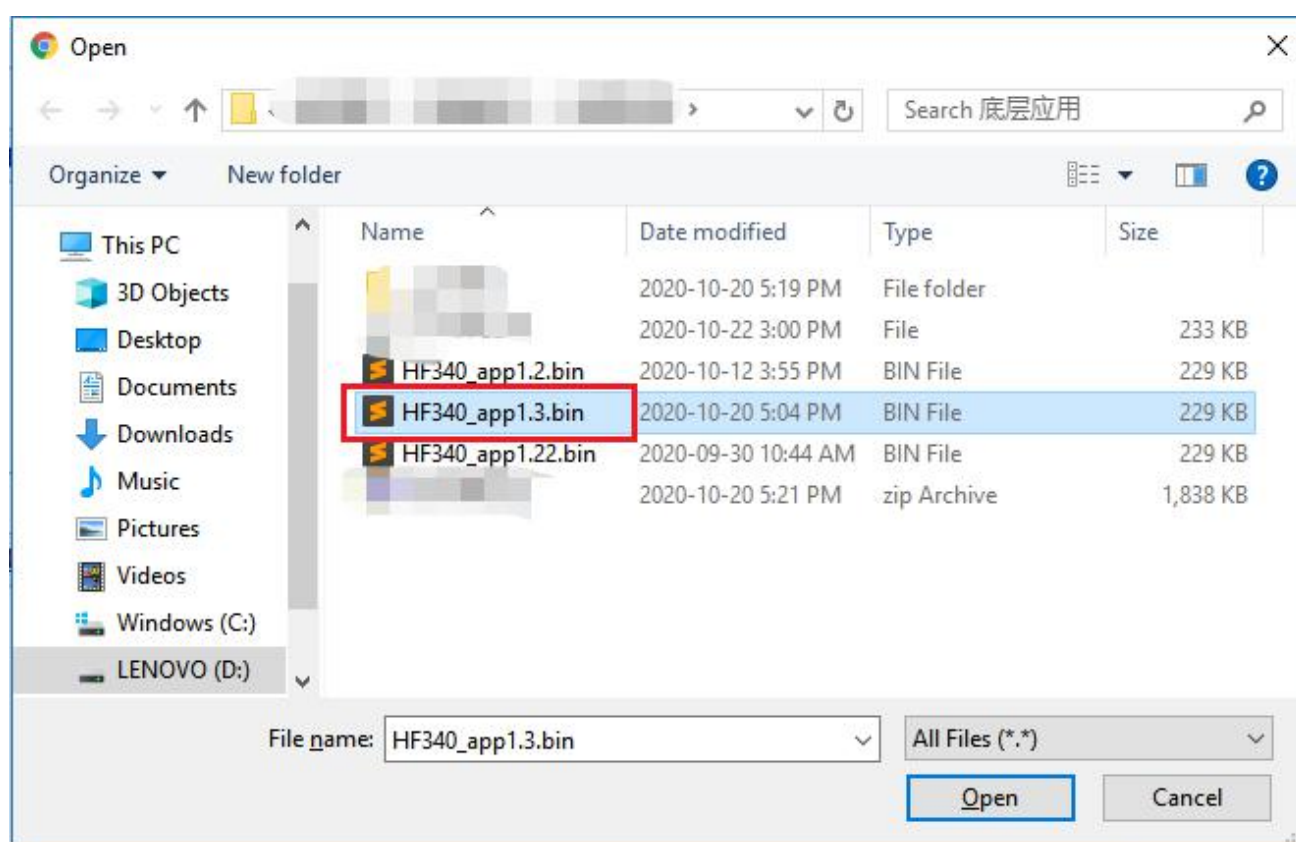 Open
Search 底层应用
Organize New folder
This PC
3D Objects
Desktop
Documents
Downloads
Music
Pictures
Videos
Windows (C:)
LENOVO (D:)
Name Date modified Type Size
2020-10-20 5:19 PM File folder
2020-10-22 3:00 PM File 233 KB
HF340_app1.2.bin 2020-10-12 3:55 PM BIN File 229 KB
HF340_app1.3.bin 2020-10-20 5:04 PM BIN File 229 KB
HF340_app1.22.bin 2020-09-30 10:44 AM BIN File 229 KB
2020-10-20 5:21 PM zip Archive 1,838 KB
File name: HF340_app1.3.bin All Files (*.*)
Open Cancel